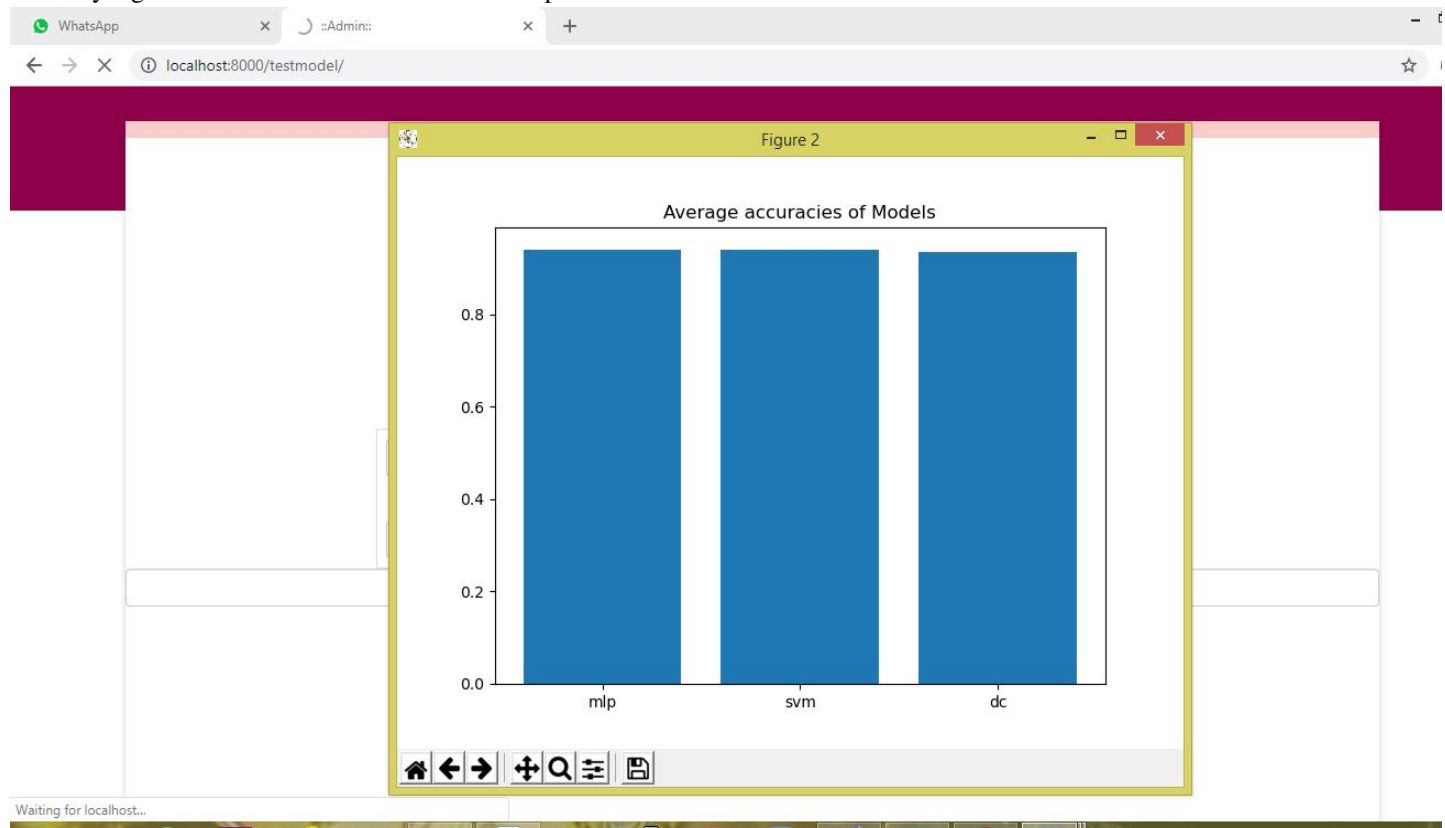 WhatsApp
::Admin::
localhost:8000/testmodel/
Figure 2
Average accuracies of Models
0.8
0.6
0.4
0.2
0.0
mlp
svm
dc
Waiting for localhost...